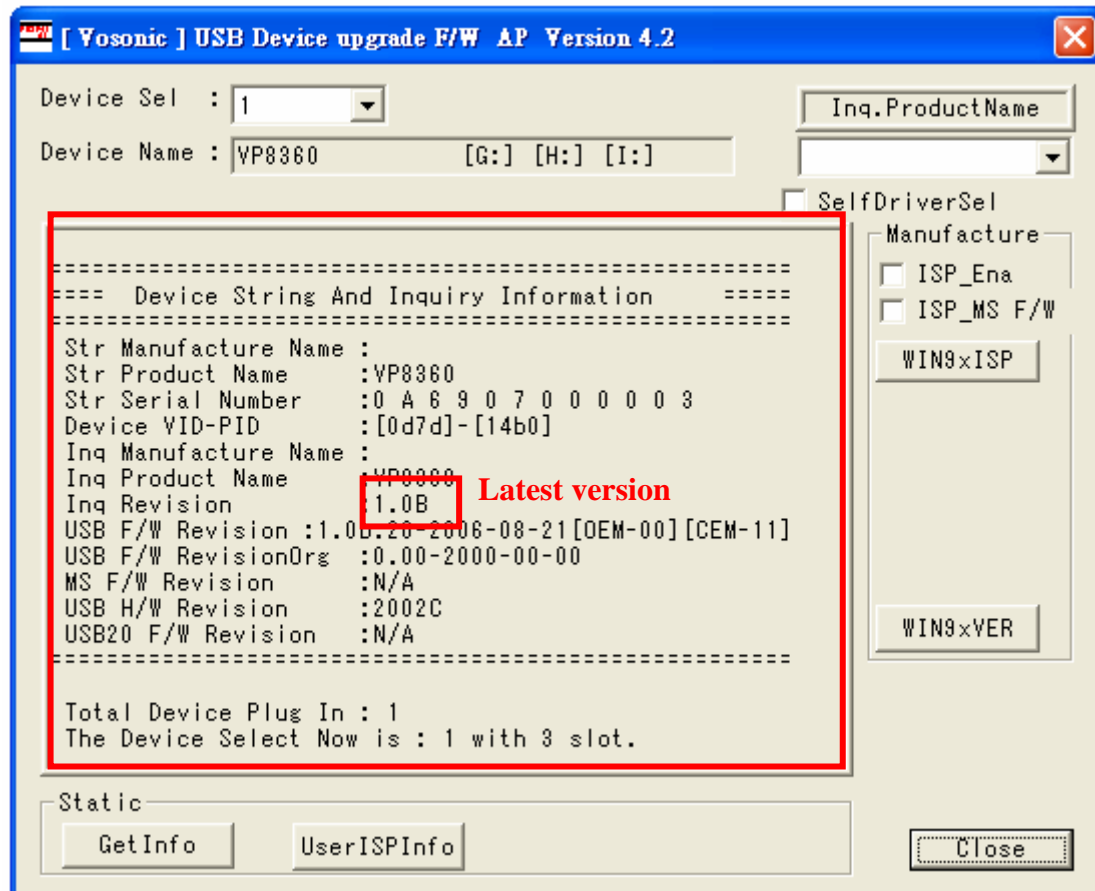 [ Vosonic ] USB Device upgrade F/W AP Version 4.2
Device Sel : 1
Inq.ProductName
Device Name : VP8360 [G:] [H:] [I:]
SelfDriverSel
Manufacture
ISP_Ena
ISP_MS F/W
WIN9xISP
WIN9xVER
======================================================
==== Device String And Inquiry Information =====
======================================================
Str Manufacture Name :
Str Product Name :VP8360
Str Serial Number :0 A 6 9 0 7 0 0 0 0 0 3
Device VID-PID :[0d7d]-[14b0]
Inq Manufacture Name :
Inq Product Name :VP8360
Inq Revision :1.0B
Latest version
USB F/W Revision :1.0B.20-2006-08-21[OEM-00][CEM-11]
USB F/W RevisionOrg :0.00-2000-00-00
MS F/W Revision :N/A
USB H/W Revision :2002C
USB20 F/W Revision :N/A
======================================================
Total Device Plug In : 1
The Device Select Now is : 1 with 3 slot.
Static
GetInfo
UserISPInfo
Close